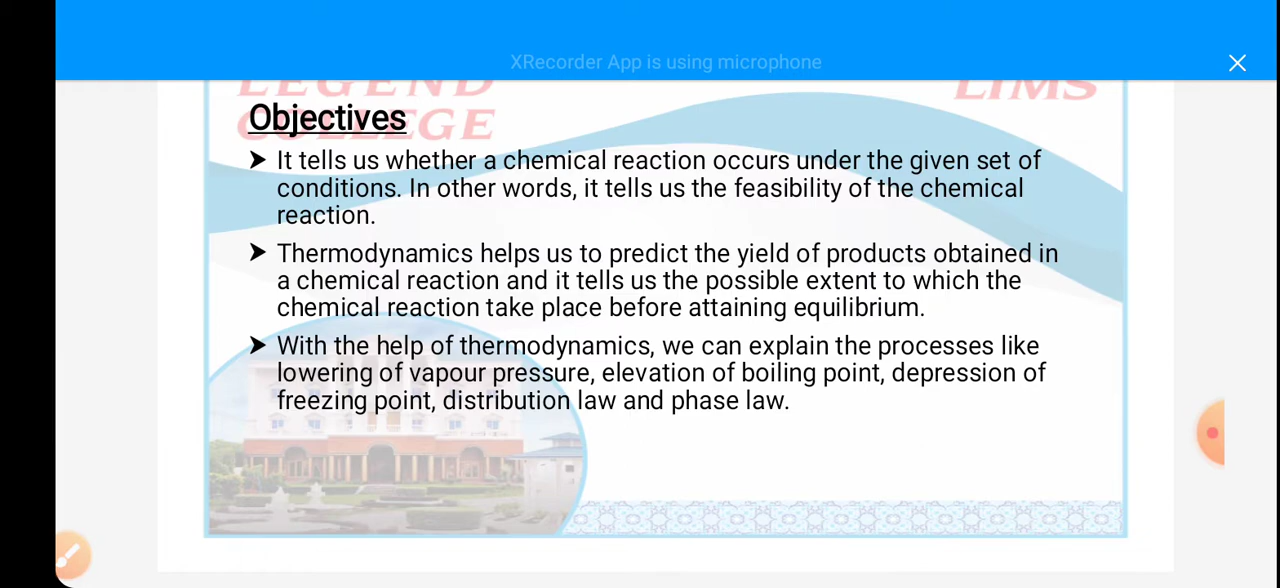 XRecorder App is using microphone
LEGEND
LIMS
COLLEGE
Objectives
It tells us whether a chemical reaction occurs under the given set of
conditions. In other words, it tells us the feasibility of the chemical
reaction.
Thermodynamics helps us to predict the yield of products obtained in
a chemical reaction and it tells us the possible extent to which the
chemical reaction take place before attaining equilibrium.
With the help of thermodynamics, we can explain the processes like
lowering of vapour pressure, elevation of boiling point, depression of
freezing point, distribution law and phase law.